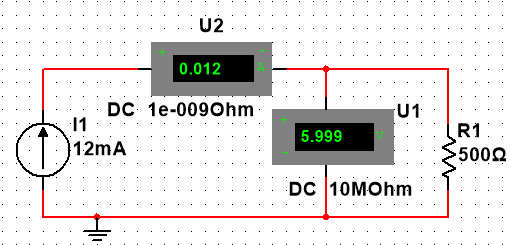 U2
0.012 A
DC 1e-009Ohm
I1
12mA
U1
5.999 V
DC 10MOhm
R1
500Ω